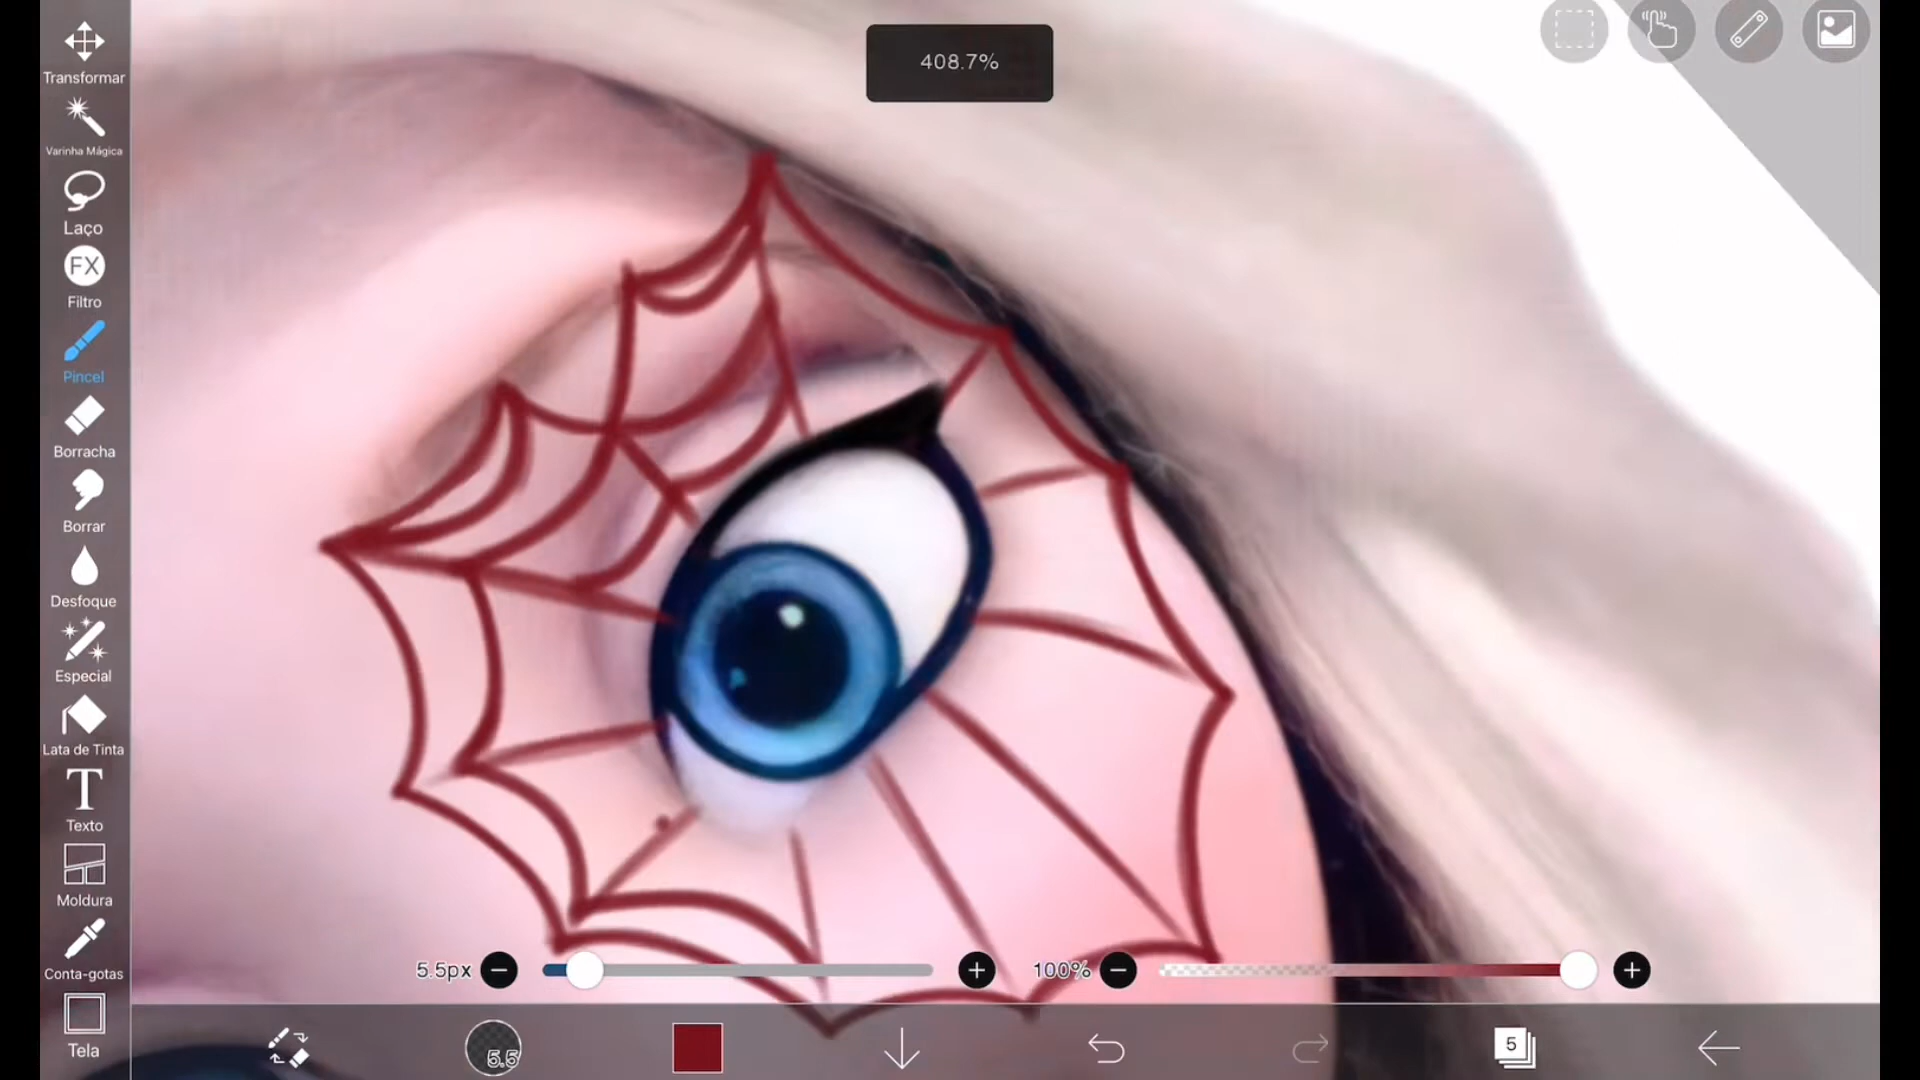 408.7%
Transformar
Varinha Mágica
Laço
FX
Filtro
Pincel
Borracha
Borrar
Desfoque
Especial
Lata de Tinta
T
Texto
Moldura
Conta-gotas
Tela
5.5px
100%
5.5
5